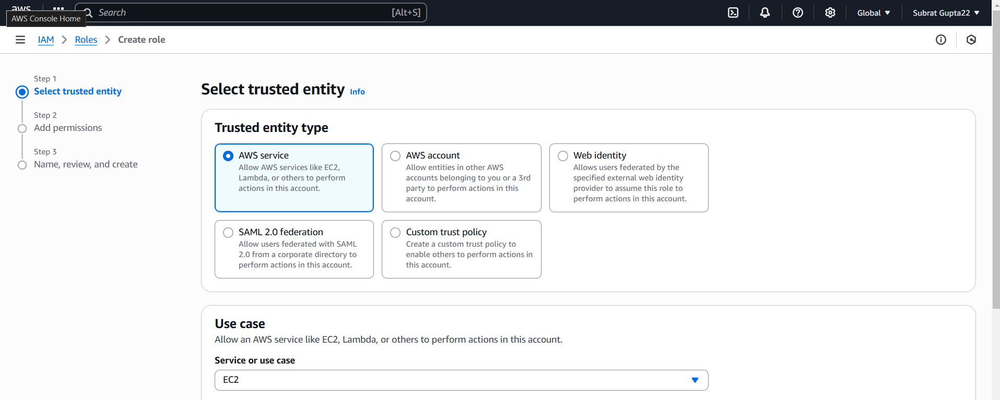 aws
Search
[Alt+S]
Global
Subrat Gupta22
AWS Console Home
IAM
Roles
Create role
Step 1
Select trusted entity
Step 2
Add permissions
Step 3
Name, review, and create
Select trusted entity Info
Trusted entity type
AWS service
Allow AWS services like EC2,
Lambda, or others to perform
actions in this account.
AWS account
Allow entities in other AWS
accounts belonging to you or a 3rd
party to perform actions in this
account.
Web identity
Allows users federated by the
specified external web identity
provider to assume this role to
perform actions in this account.
SAML 2.0 federation
Allow users federated with SAML
2.0 from a corporate directory to
perform actions in this account.
Custom trust policy
Create a custom trust policy to
enable others to perform actions in
this account.
Use case
Allow an AWS service like EC2, Lambda, or others to perform actions in this account.
Service or use case
EC2